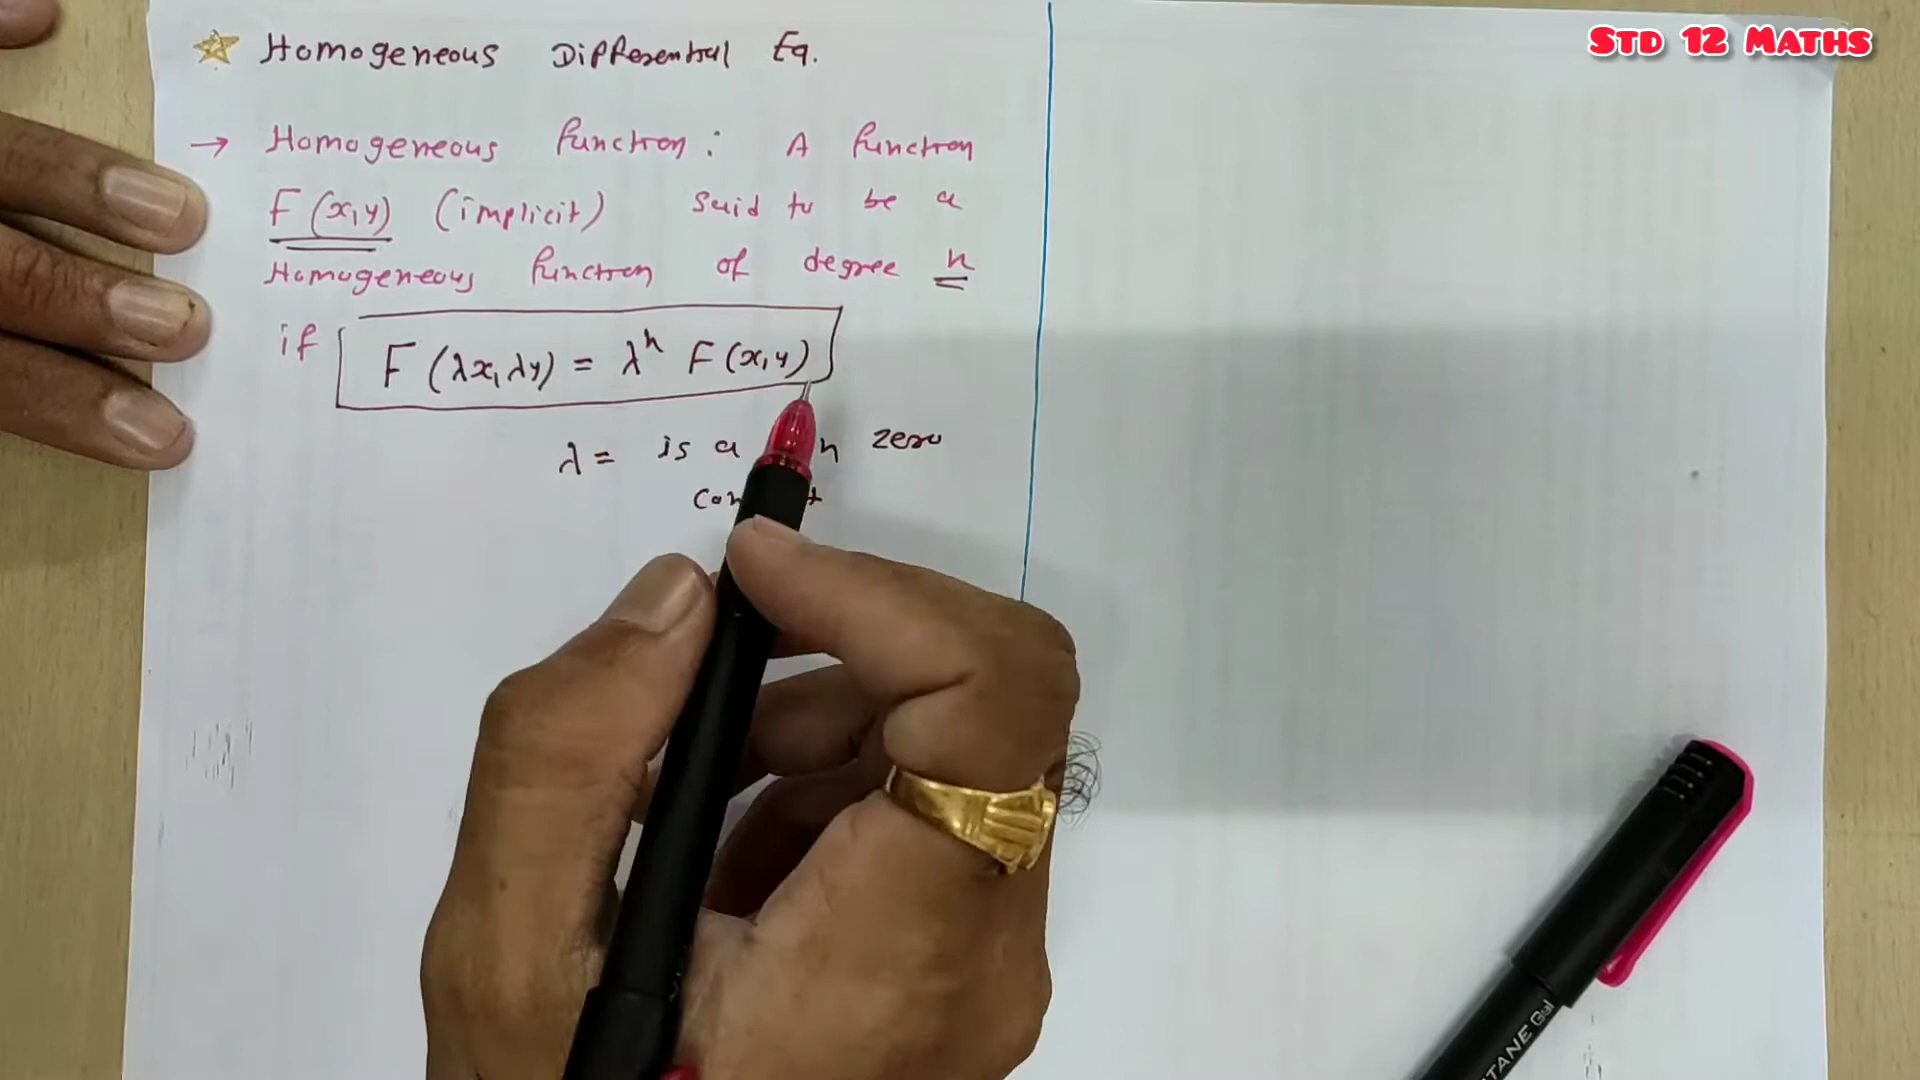 Std 12 Maths
Homogeneous Differential Eq.
→ Homogeneous function: A function
F(x,y) (implicit) said to be a
Homogeneous function of degree n
if F(λx, λy) = λⁿ F(x,y)
λ = is a zero